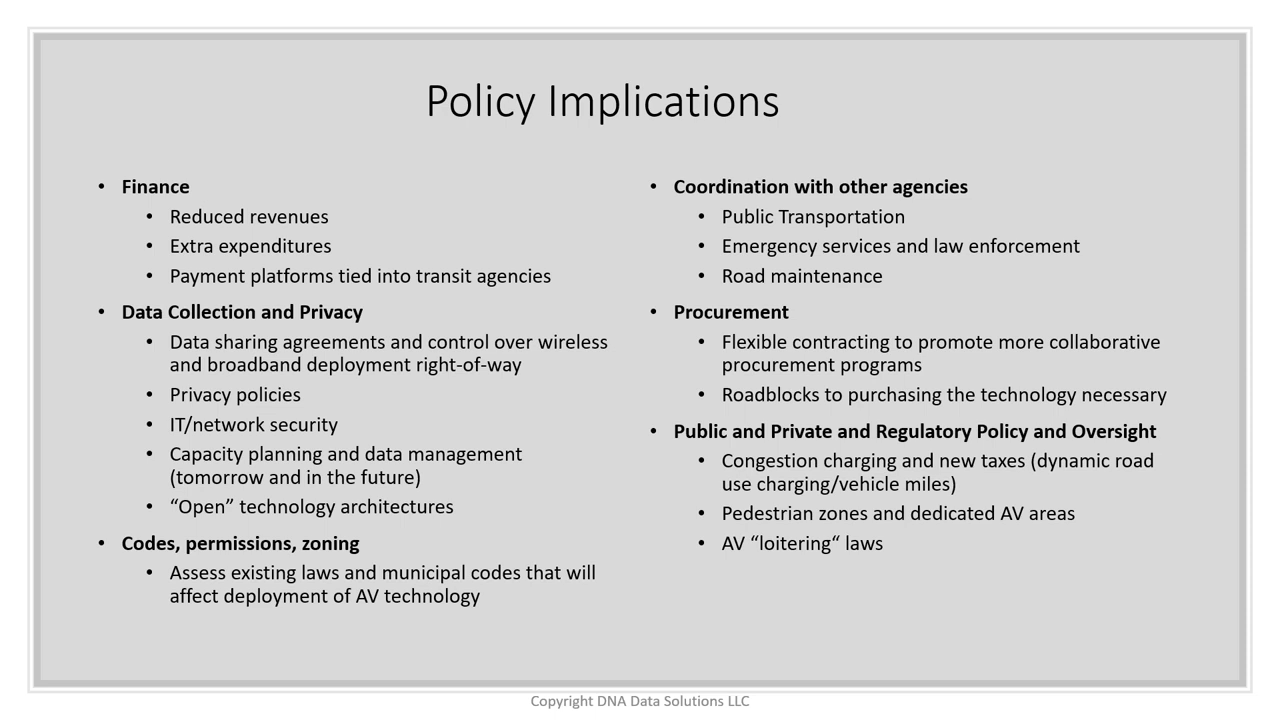 Policy Implications
• Finance
• Reduced revenues
• Extra expenditures
• Payment platforms tied into transit agencies
• Data Collection and Privacy
• Data sharing agreements and control over wireless
and broadband deployment right-of-way
• Privacy policies
• IT/network security
• Capacity planning and data management
(tomorrow and in the future)
• “Open” technology architectures
• Codes, permissions, zoning
• Assess existing laws and municipal codes that will
affect deployment of AV technology
• Coordination with other agencies
• Public Transportation
• Emergency services and law enforcement
• Road maintenance
• Procurement
• Flexible contracting to promote more collaborative
procurement programs
• Roadblocks to purchasing the technology necessary
• Public and Private and Regulatory Policy and Oversight
• Congestion charging and new taxes (dynamic road
use charging/vehicle miles)
• Pedestrian zones and dedicated AV areas
• AV “loitering“ laws
Copyright DNA Data Solutions LLC